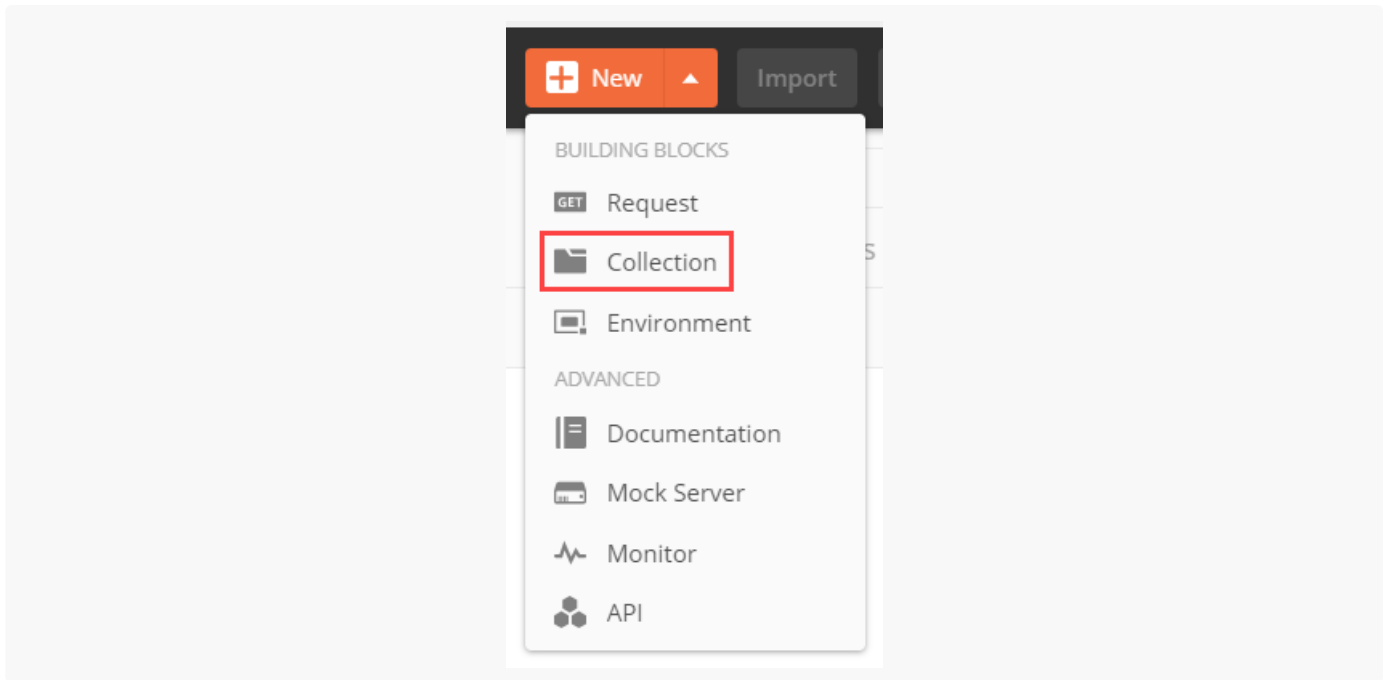 New
Import
BUILDING BLOCKS
GET Request
Collection
S
Environment
ADVANCED
Documentation
Mock Server
Monitor
API